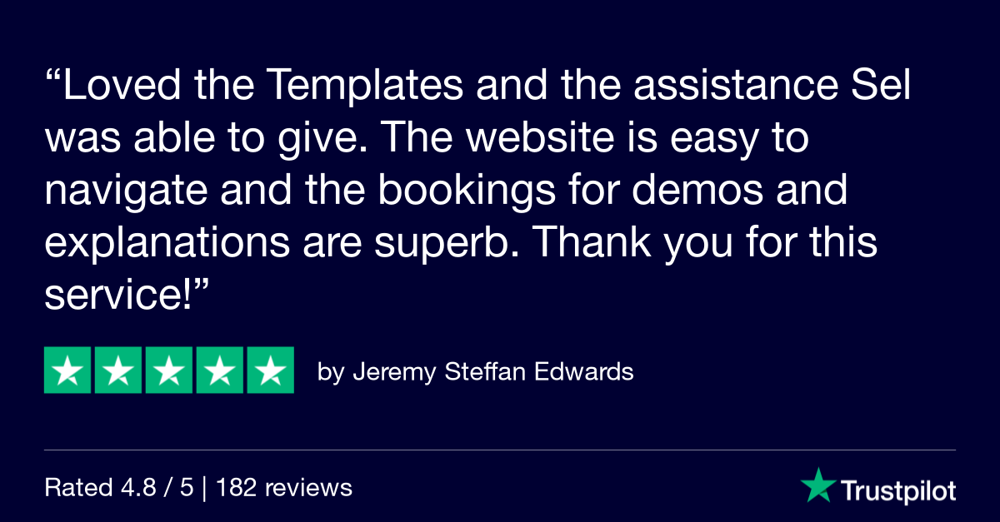 “Loved the Templates and the assistance Sel
was able to give. The website is easy to
navigate and the bookings for demos and
explanations are superb. Thank you for this
service!”
by Jeremy Steffan Edwards
Rated 4.8 / 5 | 182 reviews
Trustpilot